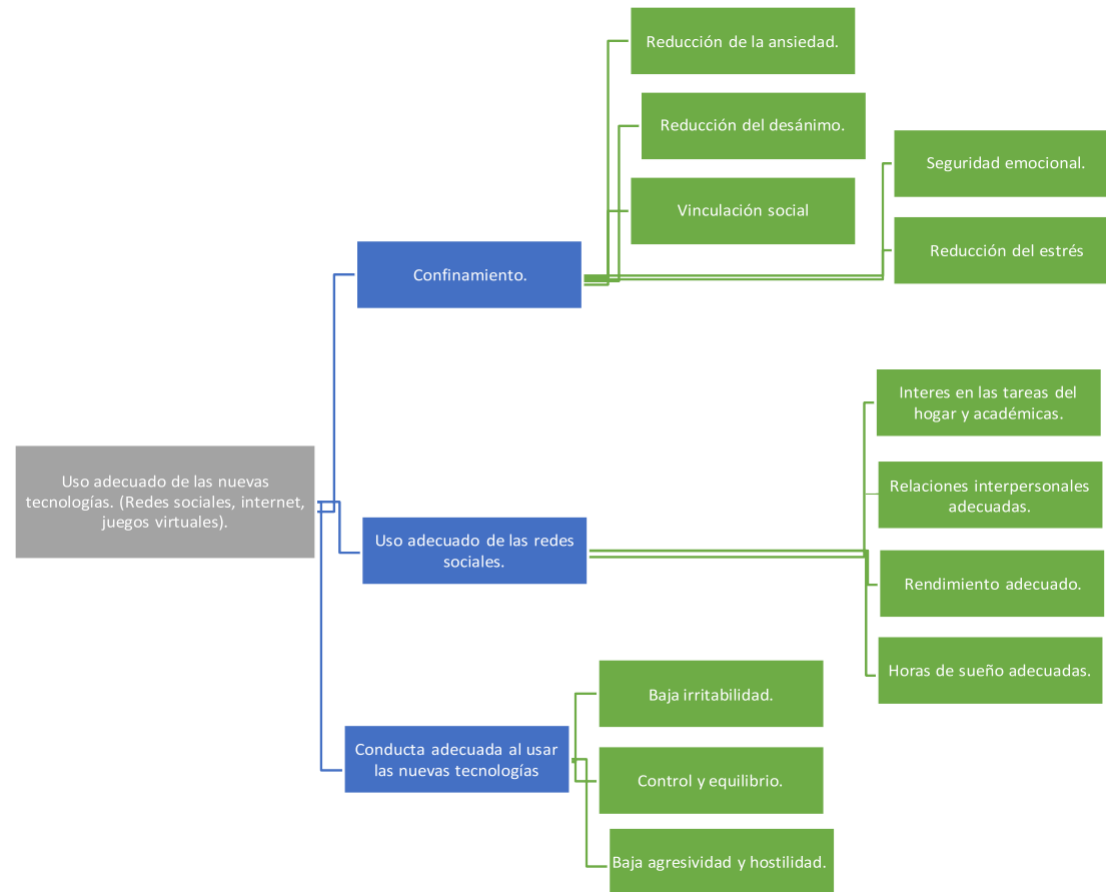 Reducción de la ansiedad.
Reducción del desánimo.
Vinculación social
Seguridad emocional.
Reducción del estrés
Confinamiento.
Uso adecuado de las nuevas
tecnologías. (Redes sociales, internet,
juegos virtuales).
Uso adecuado de las redes
sociales.
Interes en las tareas del
hogar y académicas.
Relaciones interpersonales
adecuadas.
Rendimiento adecuado.
Horas de sueño adecuadas.
Conducta adecuada al usar
las nuevas tecnologías
Baja irritabilidad.
Control y equilibrio.
Baja agresividad y hostilidad.